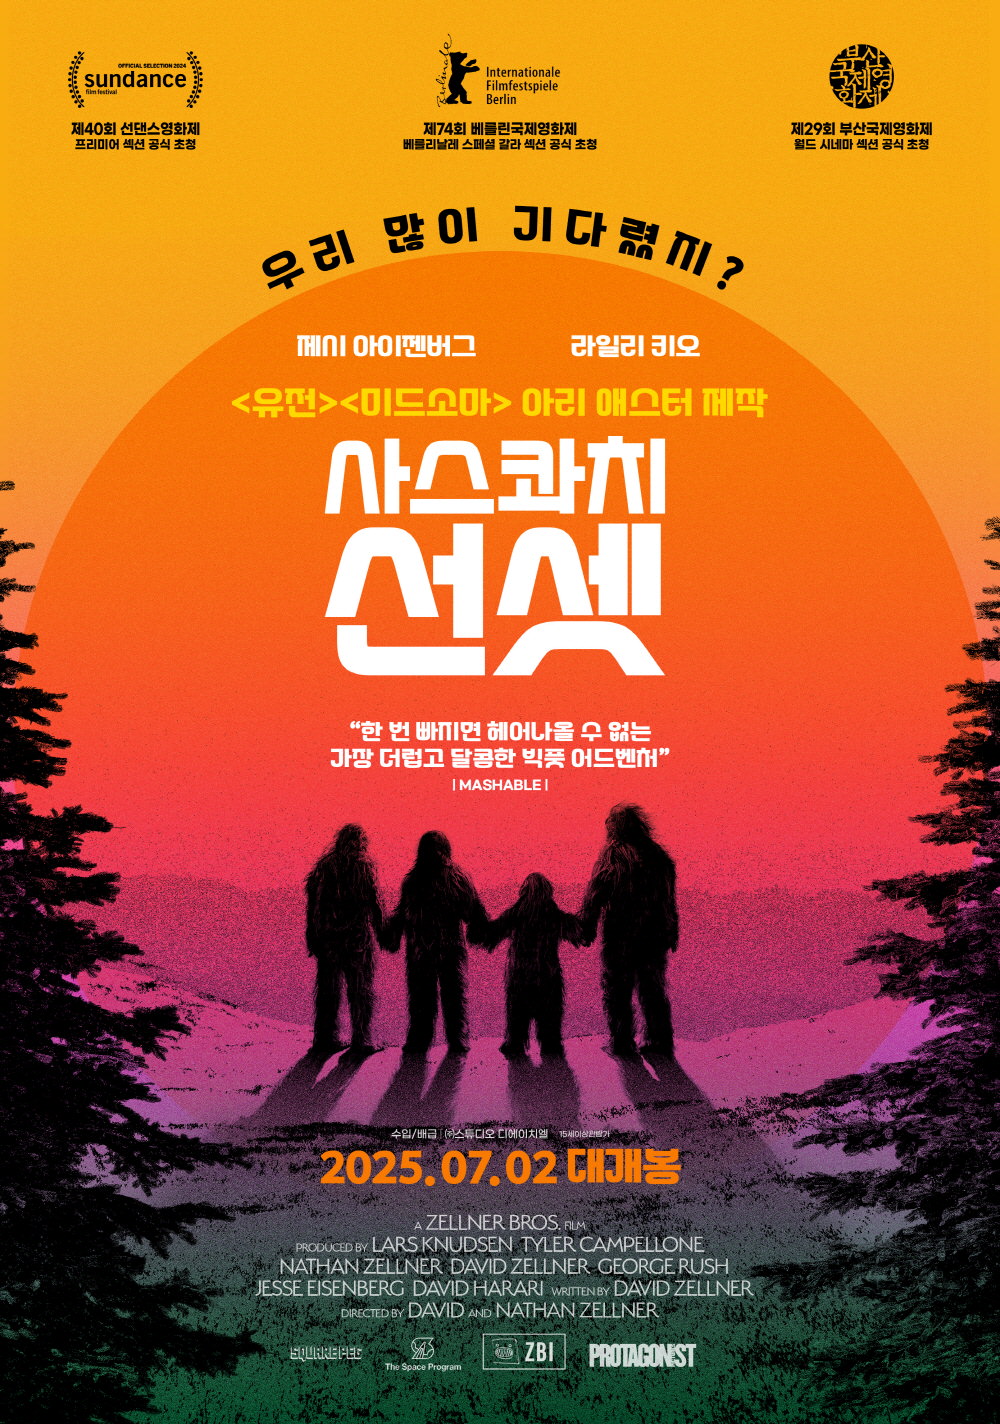 OFFICIAL SELECTION 2024
sundance
film festival
제40회 선댄스영화제
프리미어 섹션 공식 초청
Berlinale
Internationale
Filmfestspiele
Berlin
제74회 베를린국제영화제
베를리날레 스페셜 갈라 섹션 공식 초청
부산
국제영
화제
제29회 부산국제영화제
월드 시네마 섹션 공식 초청
우리 많이 기다렸지?
제시 아이젠버그 라일리 키오
<유전><미드소마> 아리 애스터 제작
사스콰치
선셋
“한 번 빠지면 헤어나올 수 없는
가장 더럽고 달콤한 빅풋 어드벤처”
| MASHABLE |
수입/배급 | ㈜스튜디오 디에이치엘 15세이상관람가
2025.07.02 대개봉
A ZELLNER BROS. FILM
PRODUCED BY LARS KNUDSEN TYLER CAMPELLONE
NATHAN ZELLNER DAVID ZELLNER GEORGE RUSH
JESSE EISENBERG DAVID HARARI WRITTEN BY DAVID ZELLNER
DIRECTED BY DAVID AND NATHAN ZELLNER
SQUARE PEG
The Space Program
ZBI
PROTAGONIST